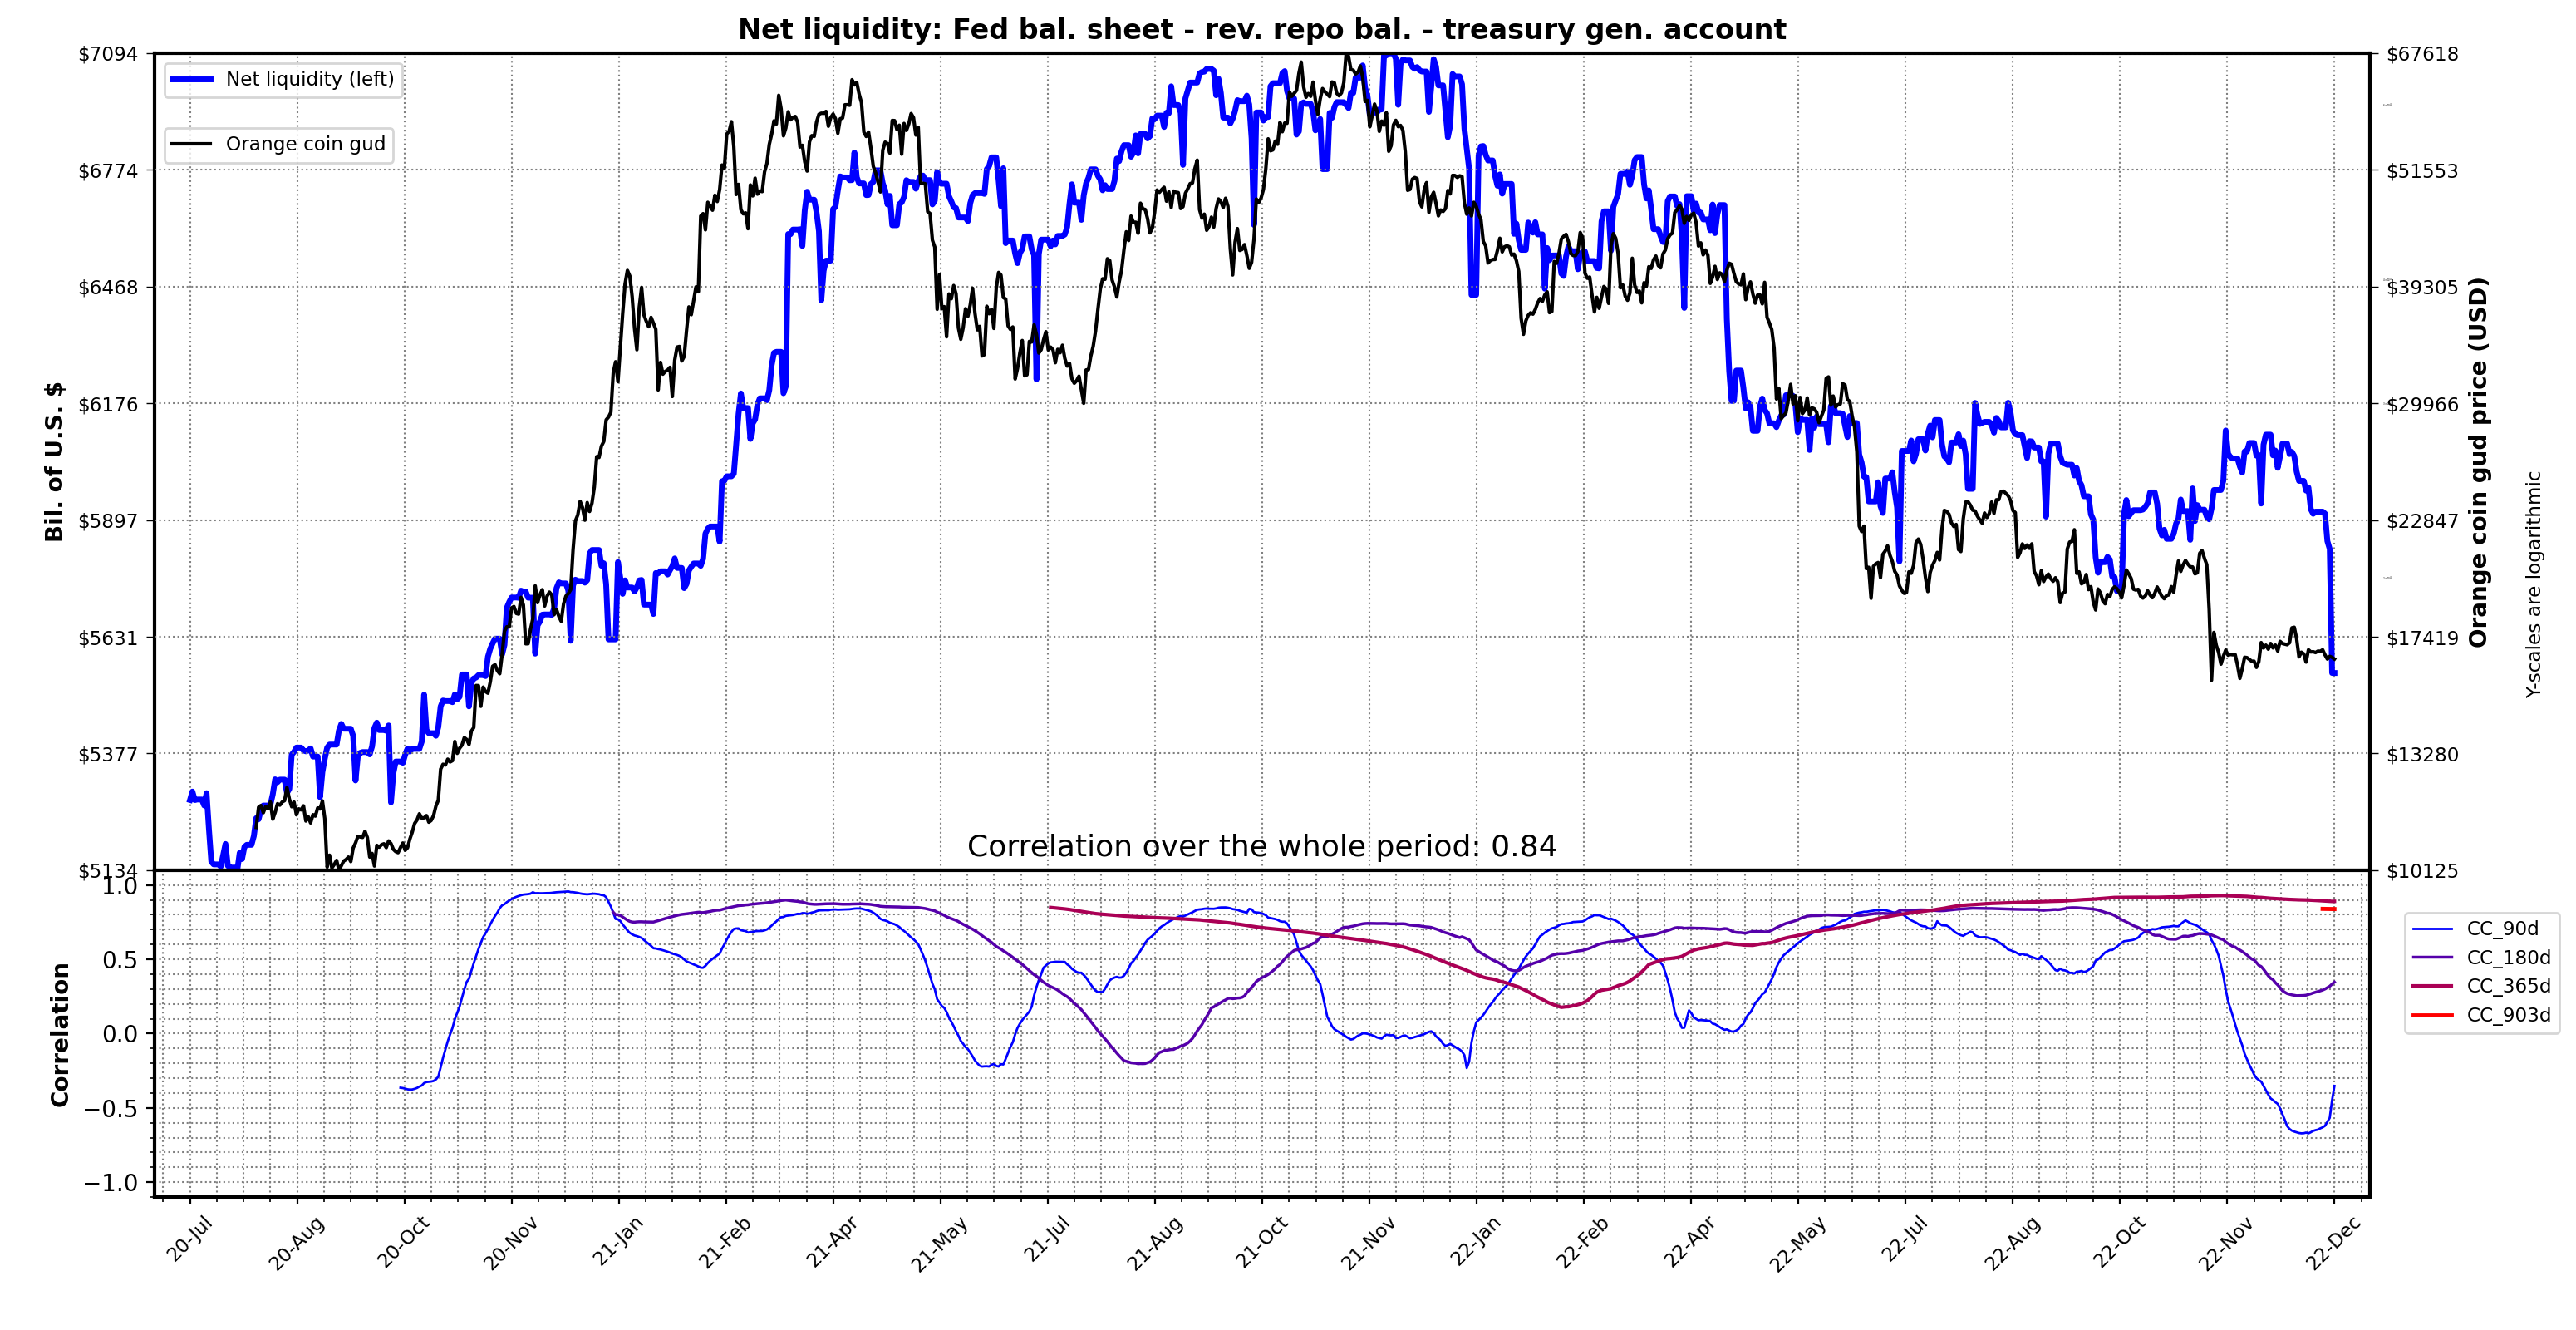 Net liquidity: Fed bal. sheet - rev. repo bal. - treasury gen. account
Net liquidity (left)
Orange coin gud
Bil. of U.S. $
$7094
$6774
$6468
$6176
$5897
$5631
$5377
$5134
$67618
$51553
$39305
$29966
$22847
$17419
$13280
$10125
Orange coin gud price (USD)
Y-scales are logarithmic
Correlation over the whole period: 0.84
Correlation
1.0
0.5
0.0
−0.5
−1.0
CC_90d
CC_180d
CC_365d
CC_903d
20-Jul
20-Aug
20-Oct
20-Nov
21-Jan
21-Feb
21-Apr
21-May
21-Jul
21-Aug
21-Oct
21-Nov
22-Jan
22-Feb
22-Apr
22-May
22-Jul
22-Aug
22-Oct
22-Nov
22-Dec